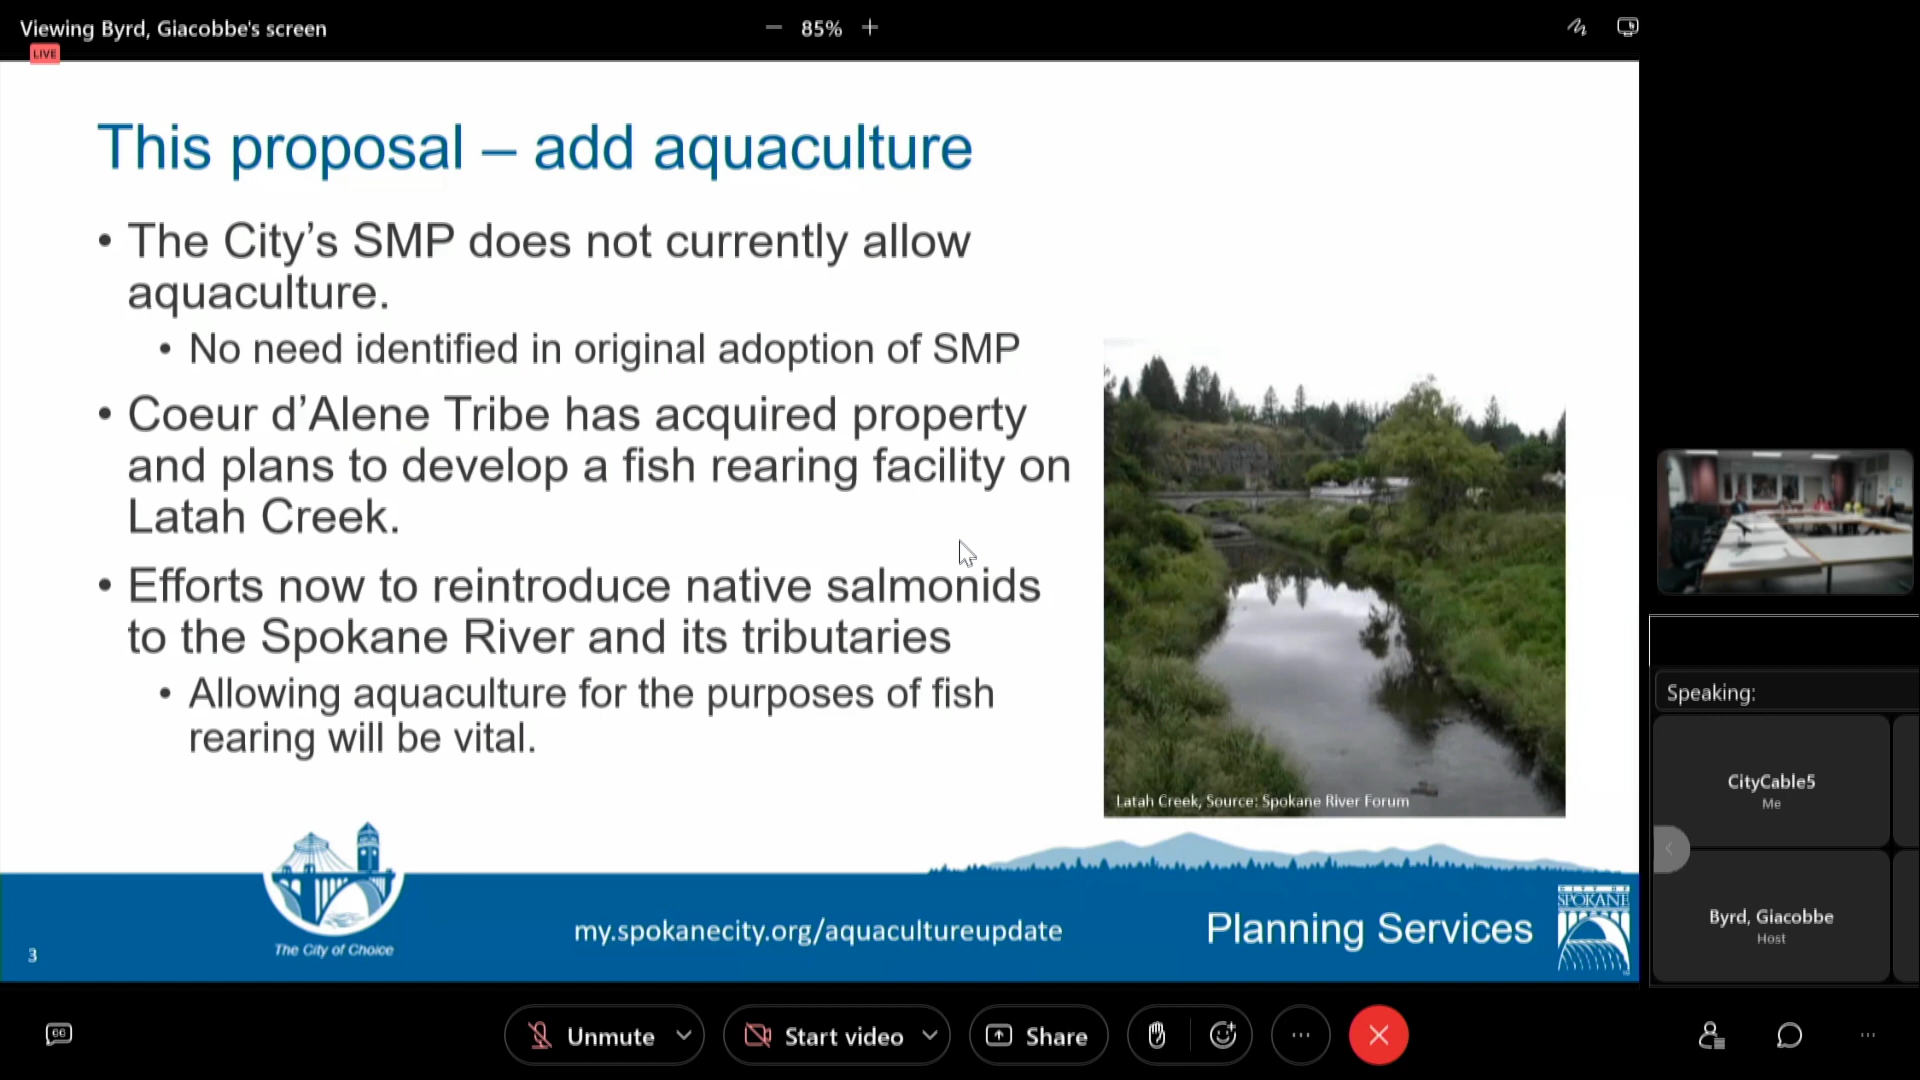 Viewing Byrd, Giacobbe's screen
85%
LIVE
This proposal – add aquaculture
• The City's SMP does not currently allow
aquaculture.
• No need identified in original adoption of SMP
• Coeur d'Alene Tribe has acquired property
and plans to develop a fish rearing facility on
Latah Creek.
• Efforts now to reintroduce native salmonids
to the Spokane River and its tributaries
• Allowing aquaculture for the purposes of fish
rearing will be vital.
Latah Creek, Source: Spokane River Forum
Speaking:
CityCable5
Me
Byrd, Giacobbe
Host
The City of Choice
my.spokanecity.org/aquacultureupdate
Planning Services
CITY OF
SPOKANE
3
Unmute
Start video
Share